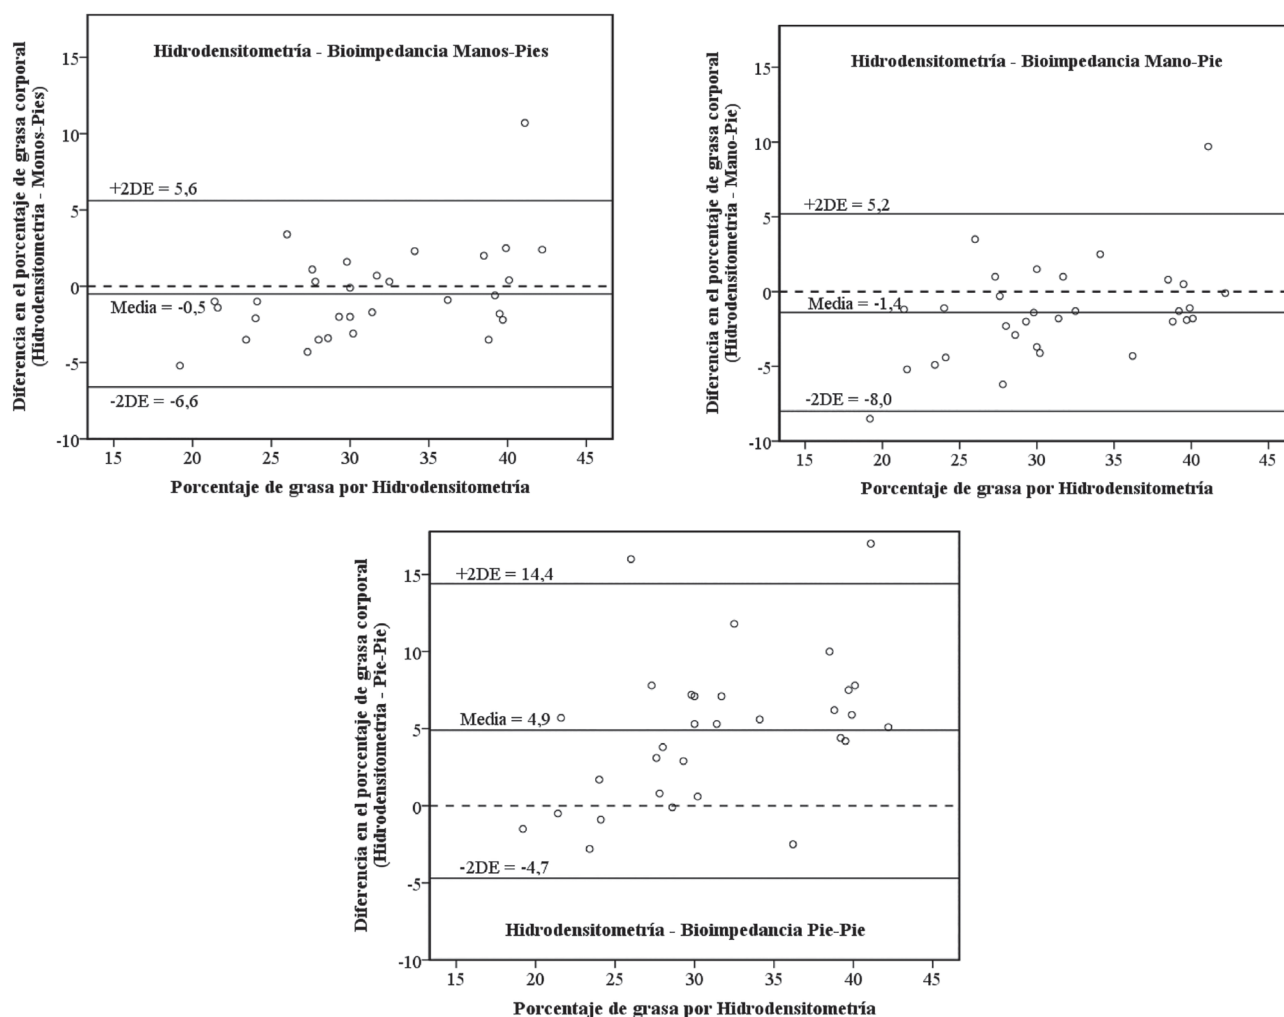 Hidrodensitometría - Bioimpedancia Manos-Pies
Diferencia en el porcentaje de grasa corporal
(Hidrodensitometria - Monos-Pies)
15
10
5
0
-5
-10
+2DE = 5,6
Media = -0,5
-2DE = -6,6
15 20 25 30 35 40 45
Porcentaje de grasa por Hidrodensitometría
Hidrodensitometría - Bioimpedancia Mano-Pie
Diferencia en el porcentaje de grasa corporal
(Hidrodensitometria - Mano-Pie)
15
10
5
0
-5
-10
+2DE = 5,2
Media = -1,4
-2DE = -8,0
15 20 25 30 35 40 45
Porcentaje de grasa por Hidrodensitometría
Diferencia en el porcentaje de grasa corporal
(Hidrodensitometria - Pie-Pie)
15
10
5
0
-5
-10
+2DE = 14,4
Media = 4,9
-2DE = -4,7
Hidrodensitometría - Bioimpedancia Pie-Pie
15 20 25 30 35 40 45
Porcentaje de grasa por Hidrodensitometría